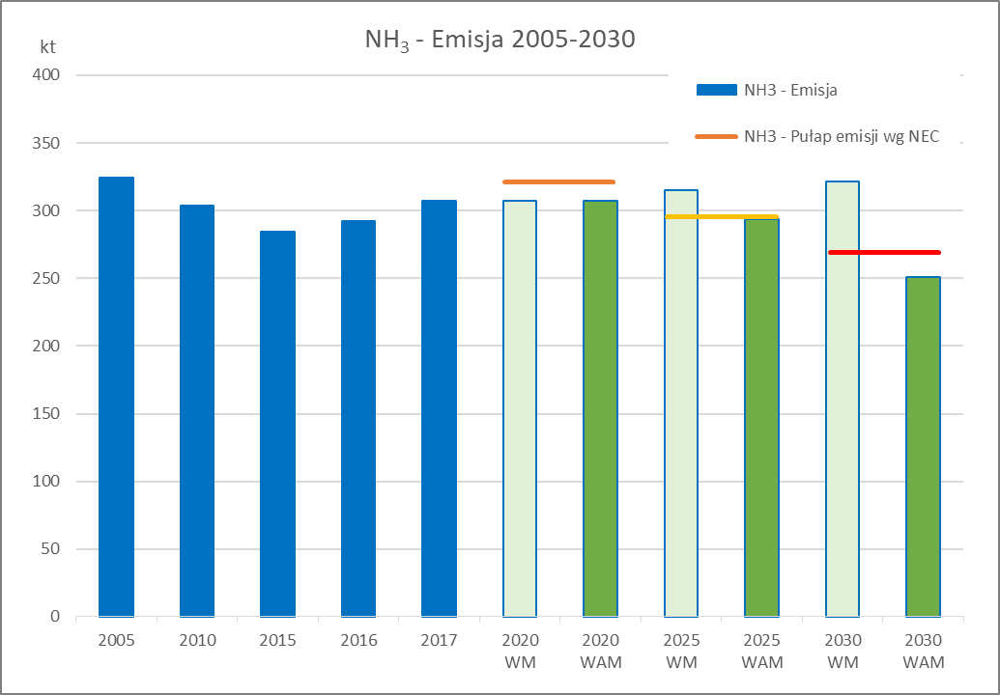 NH₃ - Emisja 2005-2030
kt
NH3 - Emisja
NH3 - Pułap emisji wg NEC
400
350
300
250
200
150
100
50
0
2005 2010 2015 2016 2017 2020 2020 2025 2025 2030 2030
WM WAM WM WAM WM WAM